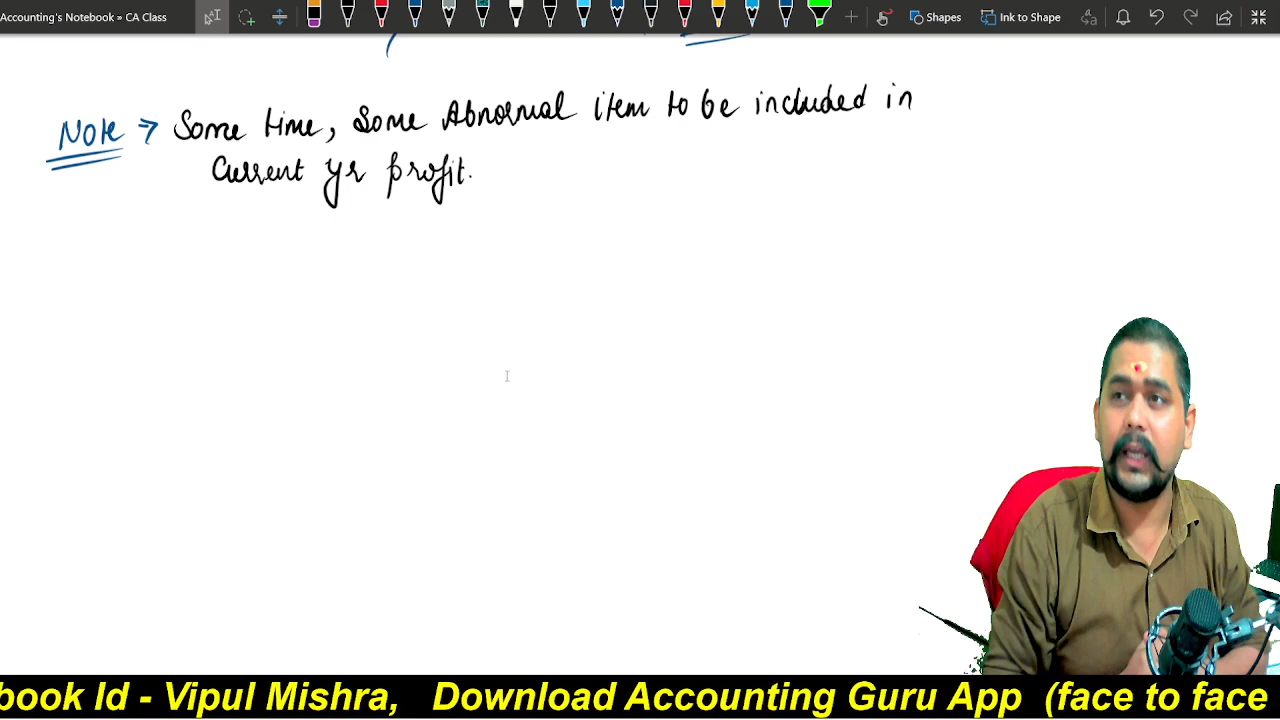 Accounting's Notebook » CA Class
Shapes
Ink to Shape
Note → Some time, Some Abnormal item to be included in
Current yr profit.
book Id - Vipul Mishra, Download Accounting Guru App (face to face